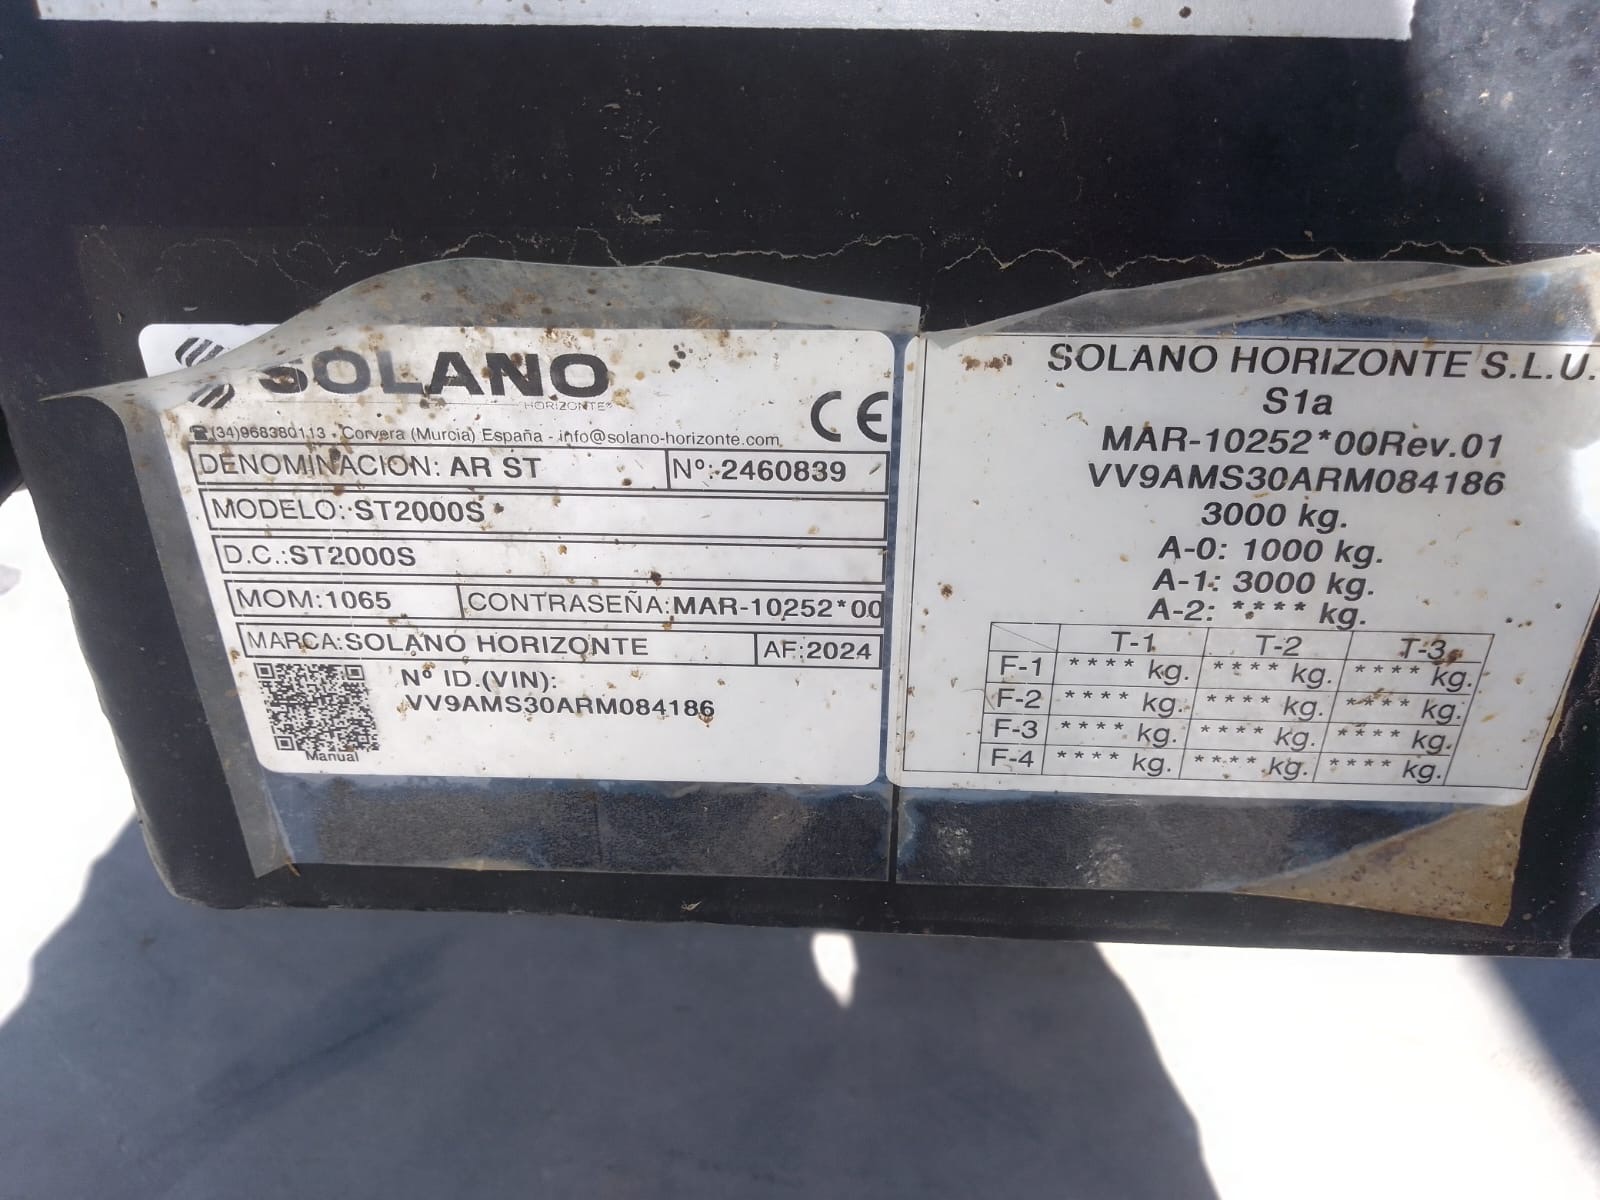 SOLANO
HORIZONTE®
☎(34)968380113 - Corvera (Murcia) España - info@solano-horizonte.com
CE
DENOMINACION: AR ST
Nº: 2460839
MODELO: ST2000S
D.C.:ST2000S
MOM:1065
CONTRASEÑA:MAR-10252*00
MARCA:SOLANO HORIZONTE
AF:2024
Nº ID.(VIN):
VV9AMS30ARM084186
Manual
SOLANO HORIZONTE S.L.U.
S1a
MAR-10252*00Rev.01
VV9AMS30ARM084186
3000 kg.
A-0: 1000 kg.
A-1: 3000 kg.
A-2: **** kg.
T-1 T-2 T-3
F-1 **** kg. **** kg. **** kg.
F-2 **** kg. **** kg. **** kg.
F-3 **** kg. **** kg. **** kg.
F-4 **** kg. **** kg. **** kg.